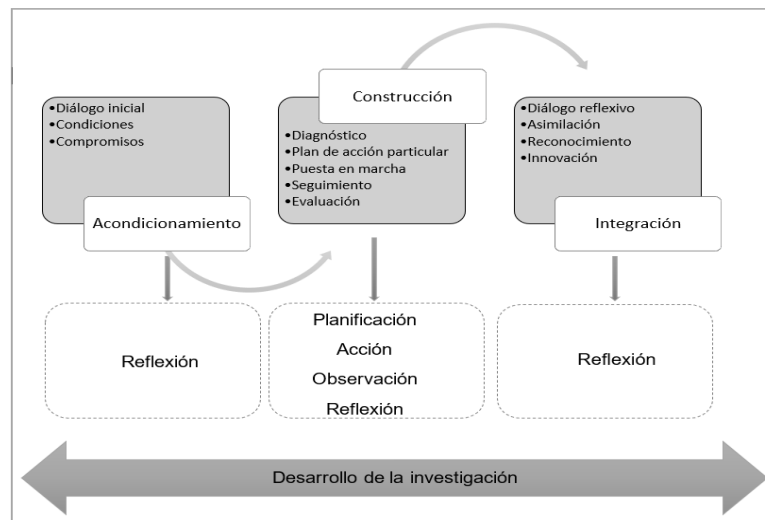 •Diálogo inicial
•Condiciones
•Compromisos
Acondicionamiento
Construcción
•Diagnóstico
•Plan de acción particular
•Puesta en marcha
•Seguimiento
•Evaluación
•Diálogo reflexivo
•Asimilación
•Reconocimiento
•Innovación
Integración
Reflexión
Planificación
Acción
Observación
Reflexión
Reflexión
Desarrollo de la investigación